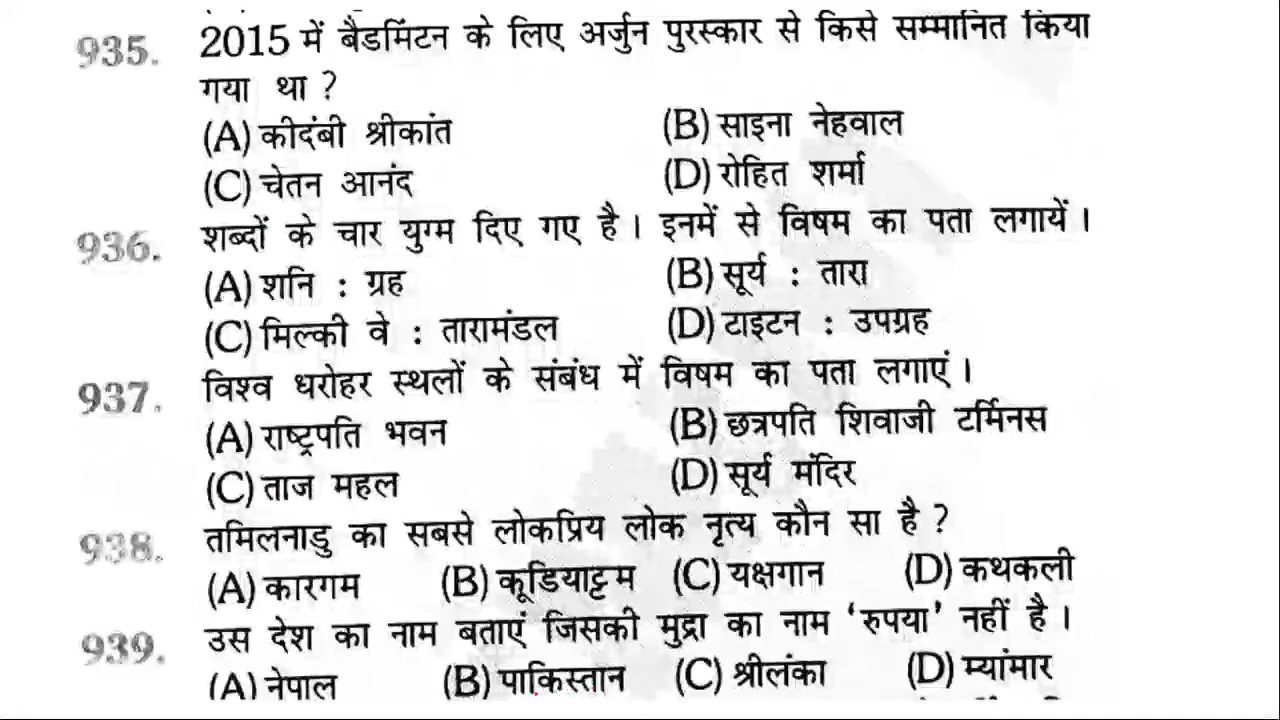 935. 2015 में बैडमिंटन के लिए अर्जुन पुरस्कार से किसे सम्मानित किया
गया था ?
(A) कीदंबी श्रीकांत (B) साइना नेहवाल
(C) चेतन आनंद (D) रोहित शर्मा
936. शब्दों के चार युग्म दिए गए है । इनमें से विषम का पता लगायें ।
(A) शनि : ग्रह (B) सूर्य : तारा
(C) मिल्की वे : तारामंडल (D) टाइटन : उपग्रह
937. विश्व धरोहर स्थलों के संबंध में विषम का पता लगाएं ।
(A) राष्ट्रपति भवन (B) छत्रपति शिवाजी टर्मिनस
(C) ताज महल (D) सूर्य मंदिर
938. तमिलनाडु का सबसे लोकप्रिय लोक नृत्य कौन सा है ?
(A) कारगम (B) कूडियाट्टम (C) यक्षगान (D) कथकली
939. उस देश का नाम बताएं जिसकी मुद्रा का नाम ‘रुपया’ नहीं है ।
(A) नेपाल (B) पाकिस्तान (C) श्रीलंका (D) म्यांमार